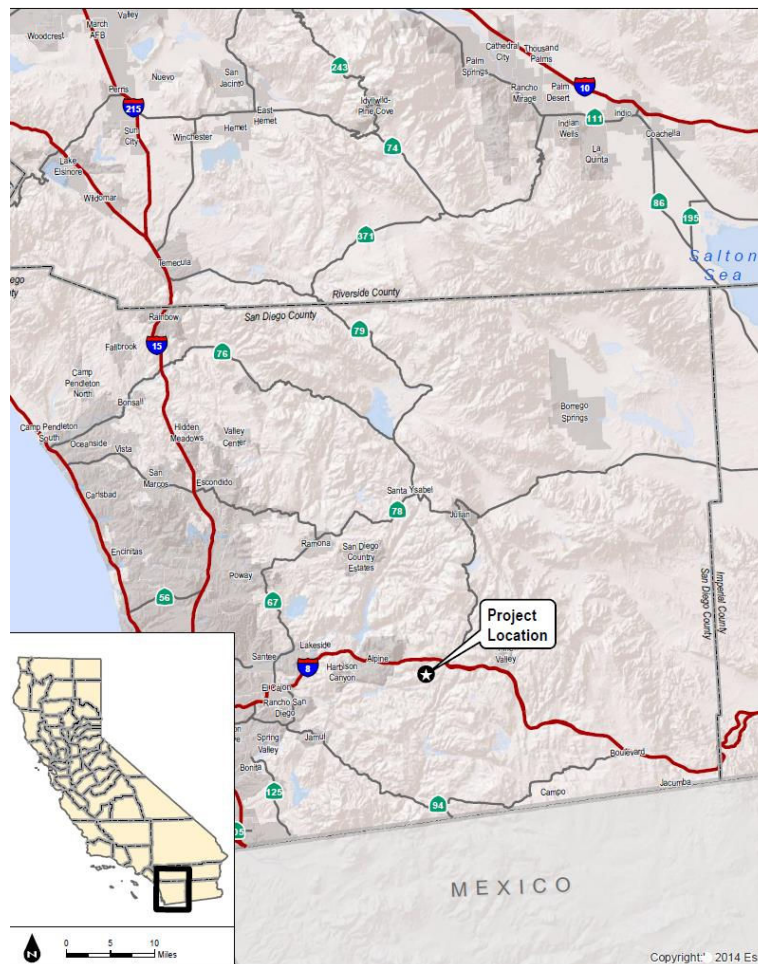 Valley
March
AFB
Woodcrest
243
Cathedral
City
Thousand
Palms
Palm
Springs
10
San
Jacinto
Nuevo
Perris
Rancho
Mirage
Palm
Desert
Idyllwild-
Pine Cove
215
111
Indio
East
Hemet
Sun
City
Winchester
Hemet
Indian
Wells
Coachella
74
La
Quinta
Lake
Elsinore
Wildomar
86
195
371
Salton
Sea
Temecula
Riverside County
San Diego County
County
Rainbow
79
15
Fallbrook
76
Camp
Pendleton
North
Bonsall
Borrego
Springs
Camp Pendleton
South
Oceanside
Vista
Hidden
Meadows
Valley
Center
San
Marcos
Escondido
Carlsbad
Santa Ysabel
78
Julian
Encinitas
Ramona
San Diego
Country
Estates
Poway
56
67
Imperial County
San Diego County
Project
Location
Lakeside
Santee
8
Alpine
Harbison
Canyon
Valley
El Cajon
Rancho San
Diego
Spring
Valley
Jamul
Boulevard
Bonita
Jacumba
125
Campo
94
05
MEXICO
N
0 5 10
Miles
Copyright: © 2014 Es